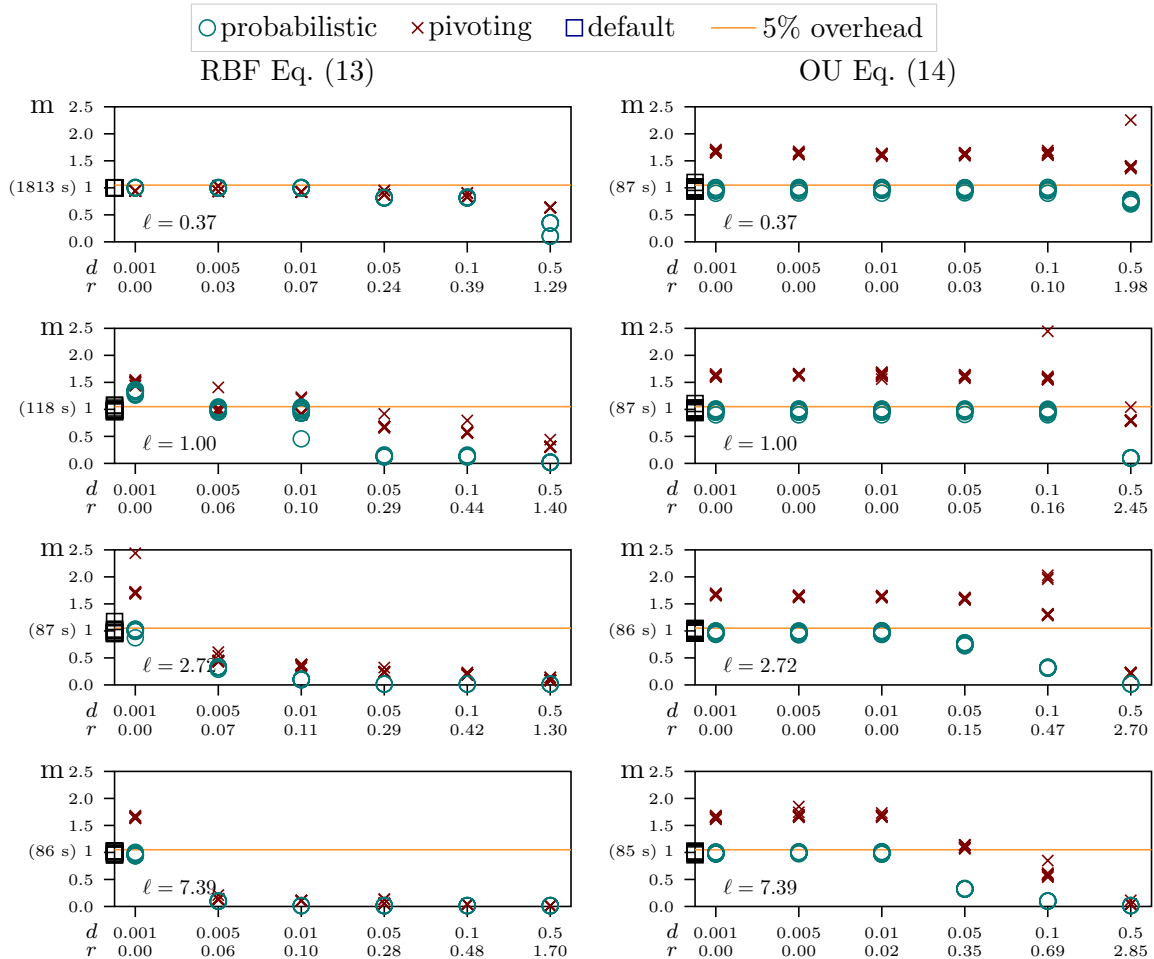 probabilistic pivoting default 5% overhead
RBF Eq. (13) OU Eq. (14)
m 2.5
2.0
1.5
(1813 s) 1
0.5
0.0
ℓ = 0.37
d 0.001 0.005 0.01 0.05 0.1 0.5
r 0.00 0.03 0.07 0.24 0.39 1.29
m 2.5
2.0
1.5
(87 s) 1
0.5
0.0
ℓ = 0.37
d 0.001 0.005 0.01 0.05 0.1 0.5
r 0.00 0.00 0.00 0.03 0.10 1.98
m 2.5
2.0
1.5
(118 s) 1
0.5
0.0
ℓ = 1.00
d 0.001 0.005 0.01 0.05 0.1 0.5
r 0.00 0.06 0.10 0.29 0.44 1.40
m 2.5
2.0
1.5
(87 s) 1
0.5
0.0
ℓ = 1.00
d 0.001 0.005 0.01 0.05 0.1 0.5
r 0.00 0.00 0.00 0.05 0.16 2.45
m 2.5
2.0
1.5
(87 s) 1
0.5
0.0
ℓ = 2.72
d 0.001 0.005 0.01 0.05 0.1 0.5
r 0.00 0.07 0.11 0.29 0.42 1.30
m 2.5
2.0
1.5
(86 s) 1
0.5
0.0
ℓ = 2.72
d 0.001 0.005 0.01 0.05 0.1 0.5
r 0.00 0.00 0.00 0.15 0.47 2.70
m 2.5
2.0
1.5
(86 s) 1
0.5
0.0
ℓ = 7.39
d 0.001 0.005 0.01 0.05 0.1 0.5
r 0.00 0.06 0.10 0.28 0.48 1.70
m 2.5
2.0
1.5
(85 s) 1
0.5
0.0
ℓ = 7.39
d 0.001 0.005 0.01 0.05 0.1 0.5
r 0.00 0.00 0.02 0.35 0.69 2.85